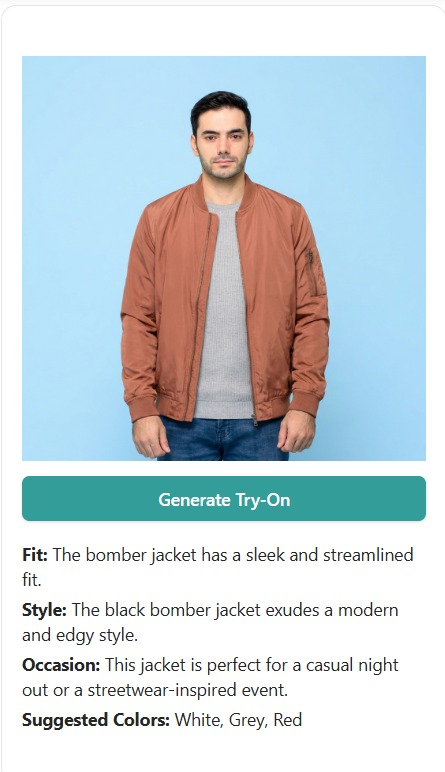 Generate Try-On
Fit: The bomber jacket has a sleek and streamlined
fit.
Style: The black bomber jacket exudes a modern
and edgy style.
Occasion: This jacket is perfect for a casual night
out or a streetwear-inspired event.
Suggested Colors: White, Grey, Red